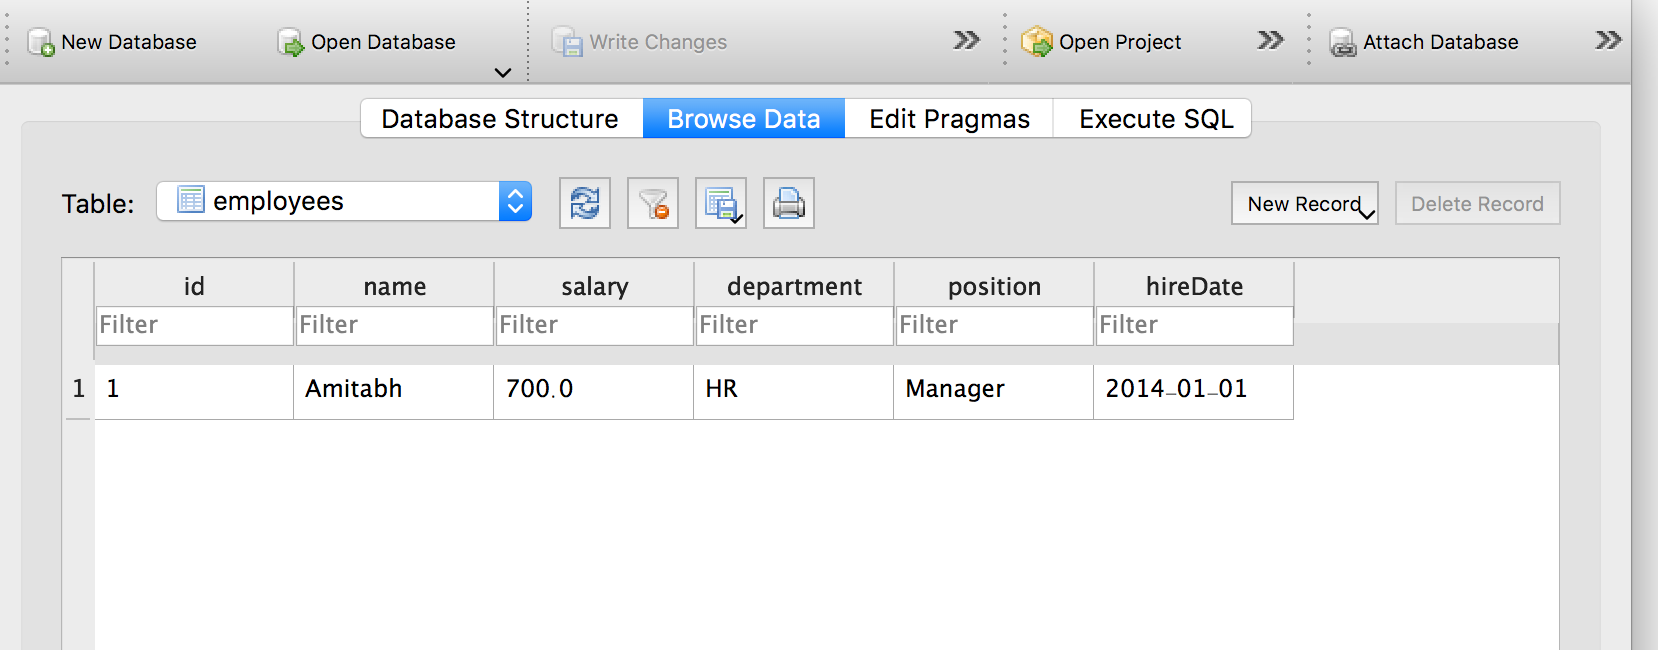 New Database Open Database Write Changes Open Project Attach Database
Database Structure Browse Data Edit Pragmas Execute SQL
Table: employees New Record Delete Record
id name salary department position hireDate
Filter Filter Filter Filter Filter Filter
1 1 Amitabh 700.0 HR Manager 2014-01-01